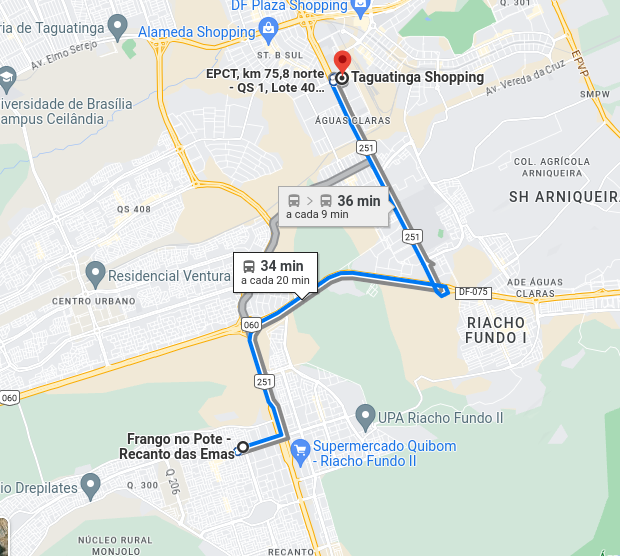 DF Plaza Shopping
Q. 301
ria de Taguatinga
Alameda Shopping
Av. Elmo Serejo
ST. B SUL
EPCT, km 75,8 norte
- QS 1, Lote 40...
Taguatinga Shopping
EPVP
Av. Vereda da Cruz
SMPW
niversidade de Brasília
ampus Ceilândia
ÁGUAS CLARAS
251
COL. AGRÍCOLA
ARNIQUEIRA
SH ARNIQUEIRA
QS 408
36 min
a cada 9 min
251
34 min
a cada 20 min
Residencial Ventura
CENTRO URBANO
DF-075
ADE ÁGUAS
CLARAS
RIACHO
FUNDO I
060
251
060
UPA Riacho Fundo II
Frango no Pote -
Recanto das Emas
Supermercado Quibom
- Riacho Fundo II
io Drepilates
Q. 300
Q. 206
NÚCLEO RURAL
MONJOLO
RECANTO